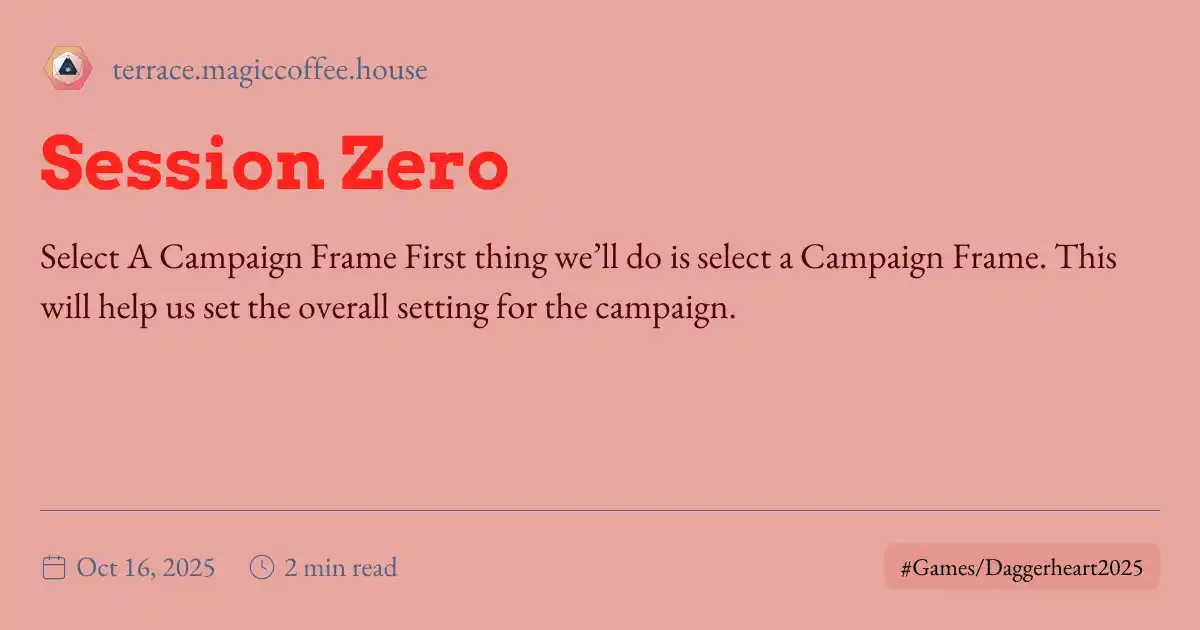 terrace.magiccoffee.house
Session Zero
Select A Campaign Frame First thing we’ll do is select a Campaign Frame. This
will help us set the overall setting for the campaign.
Oct 16, 2025
2 min read
#Games/Daggerheart2025